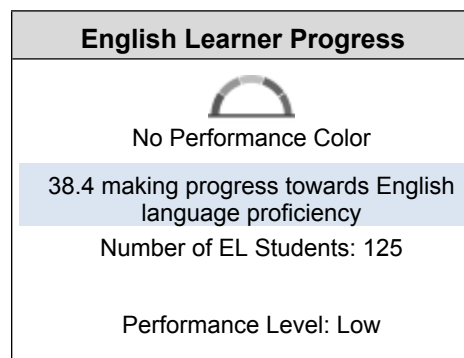 English Learner Progress
No Performance Color
38.4 making progress towards English
language proficiency
Number of EL Students: 125
Performance Level: Low